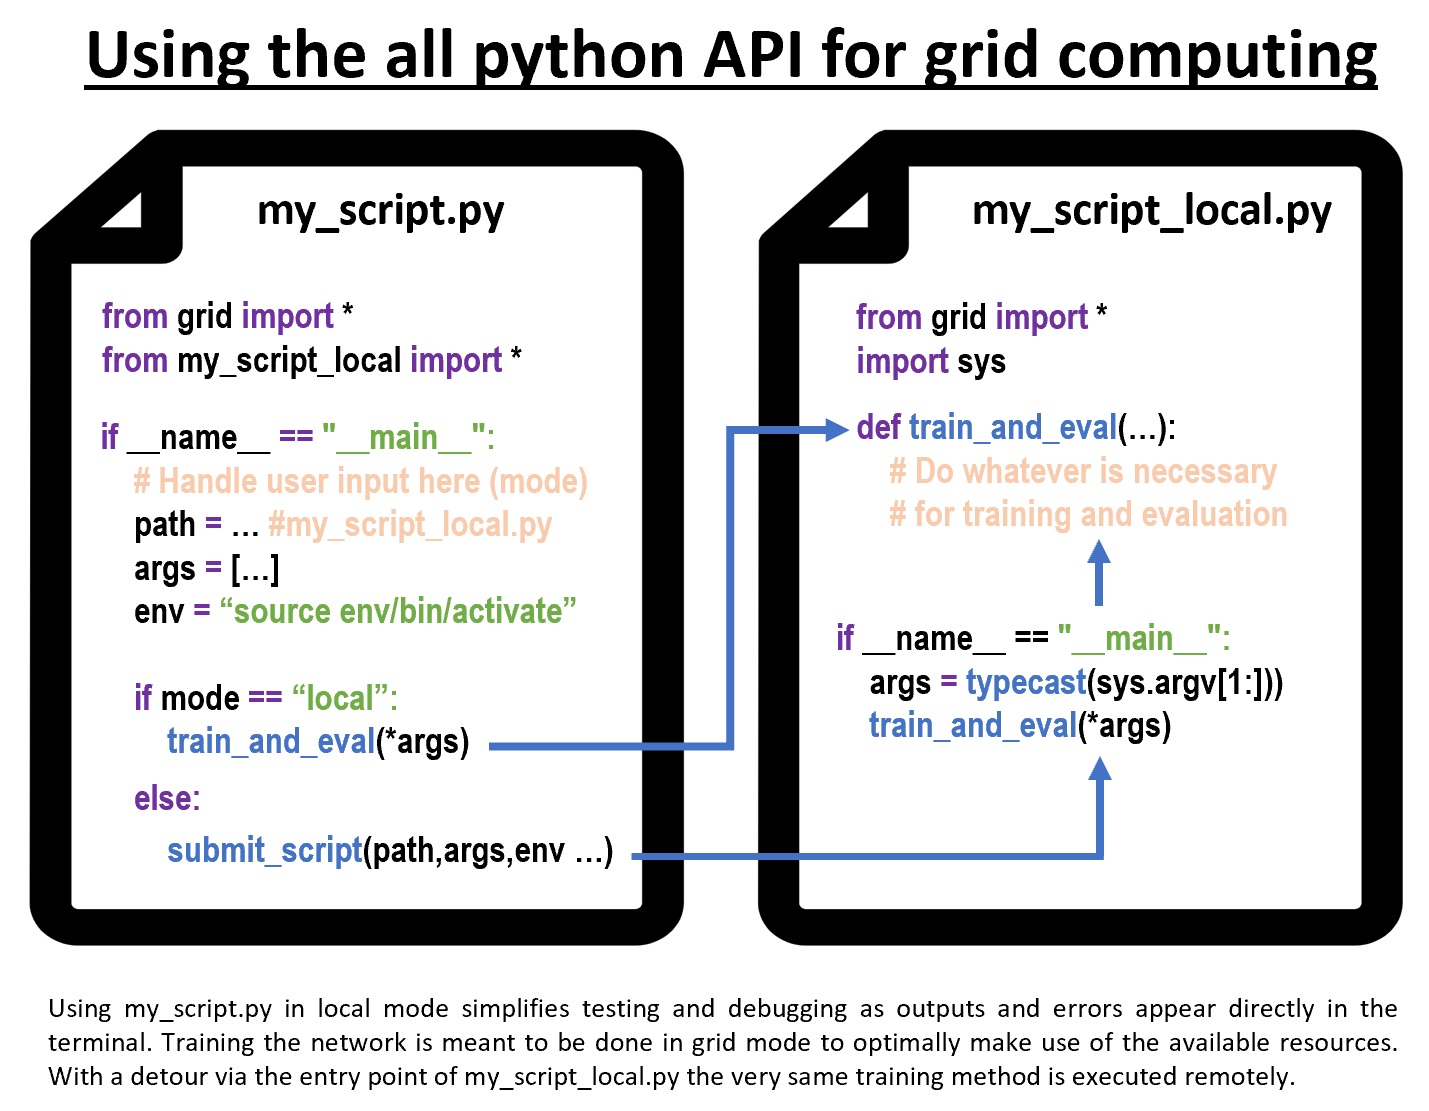 Using the all python API for grid computing
my_script.py
from grid import *
from my_script_local import *
if __name__ == "__main__":
# Handle user input here (mode)
path = … #my_script_local.py
args = […]
env = “source env/bin/activate”
if mode == “local”:
train_and_eval(*args)
else:
submit_script(path,args,env …)
my_script_local.py
from grid import *
import sys
def train_and_eval(…):
# Do whatever is necessary
# for training and evaluation
if __name__ == "__main__":
args = typecast(sys.argv[1:]))
train_and_eval(*args)
Using my_script.py in local mode simplifies testing and debugging as outputs and errors appear directly in the
terminal. Training the network is meant to be done in grid mode to optimally make use of the available resources.
With a detour via the entry point of my_script_local.py the very same training method is executed remotely.